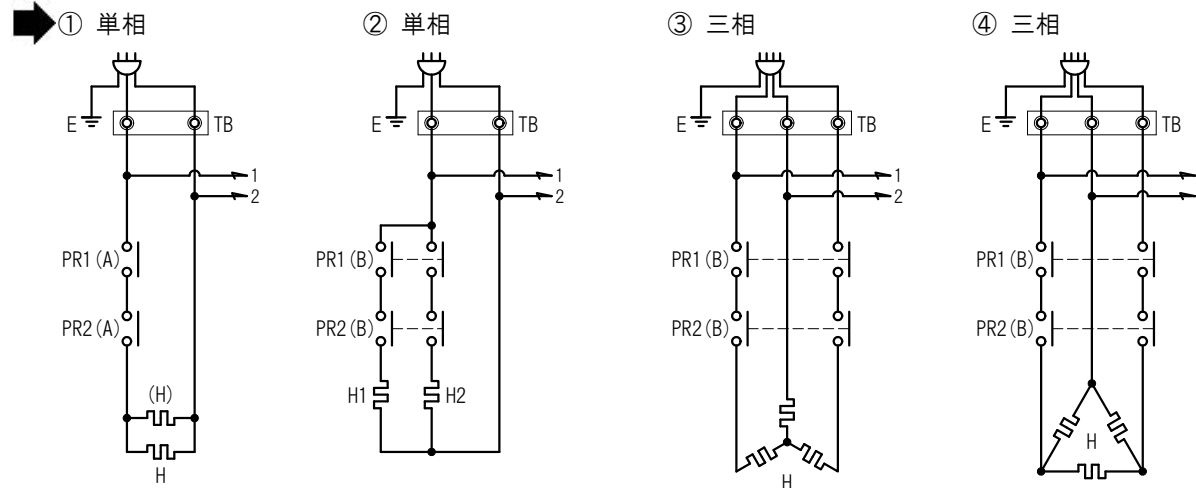 ① 単相
E
TB
1
2
PR1(A)
PR2(A)
(H)
H
② 単相
E
TB
1
2
PR1(B)
PR2(B)
H1
H2
③ 三相
E
TB
1
2
PR1(B)
PR2(B)
H
④ 三相
E
TB
PR1(B)
PR2(B)
H